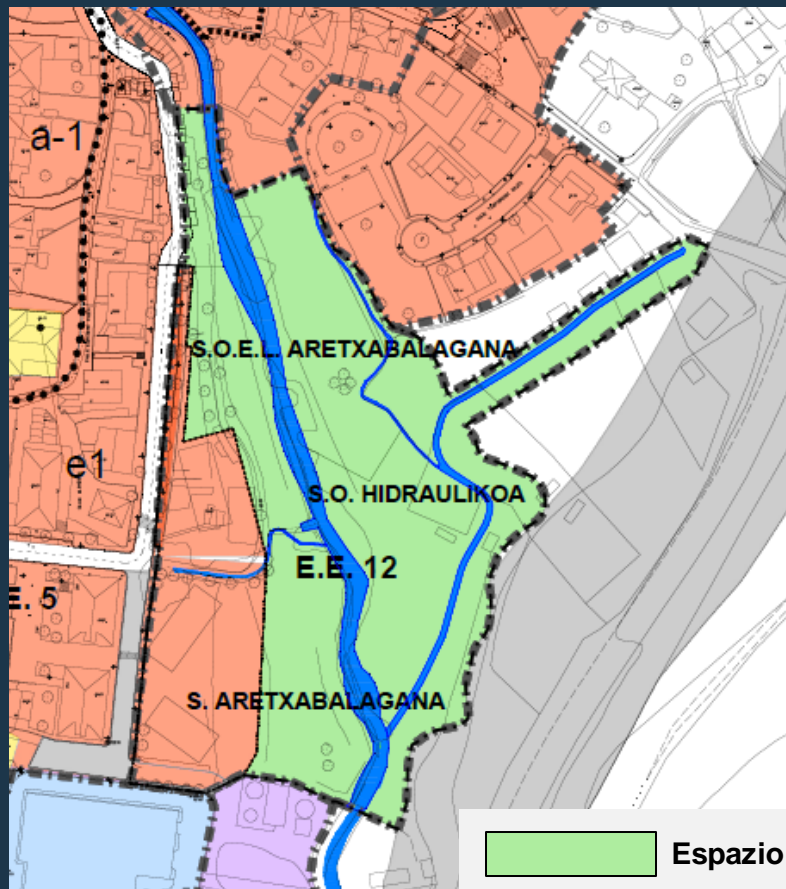 a-1
S.O.E.L. ARETXABALAGANA
e1
S.O. HIDRAULIKOA
E.E. 12
E. 5
S. ARETXABALAGANA
Espazio